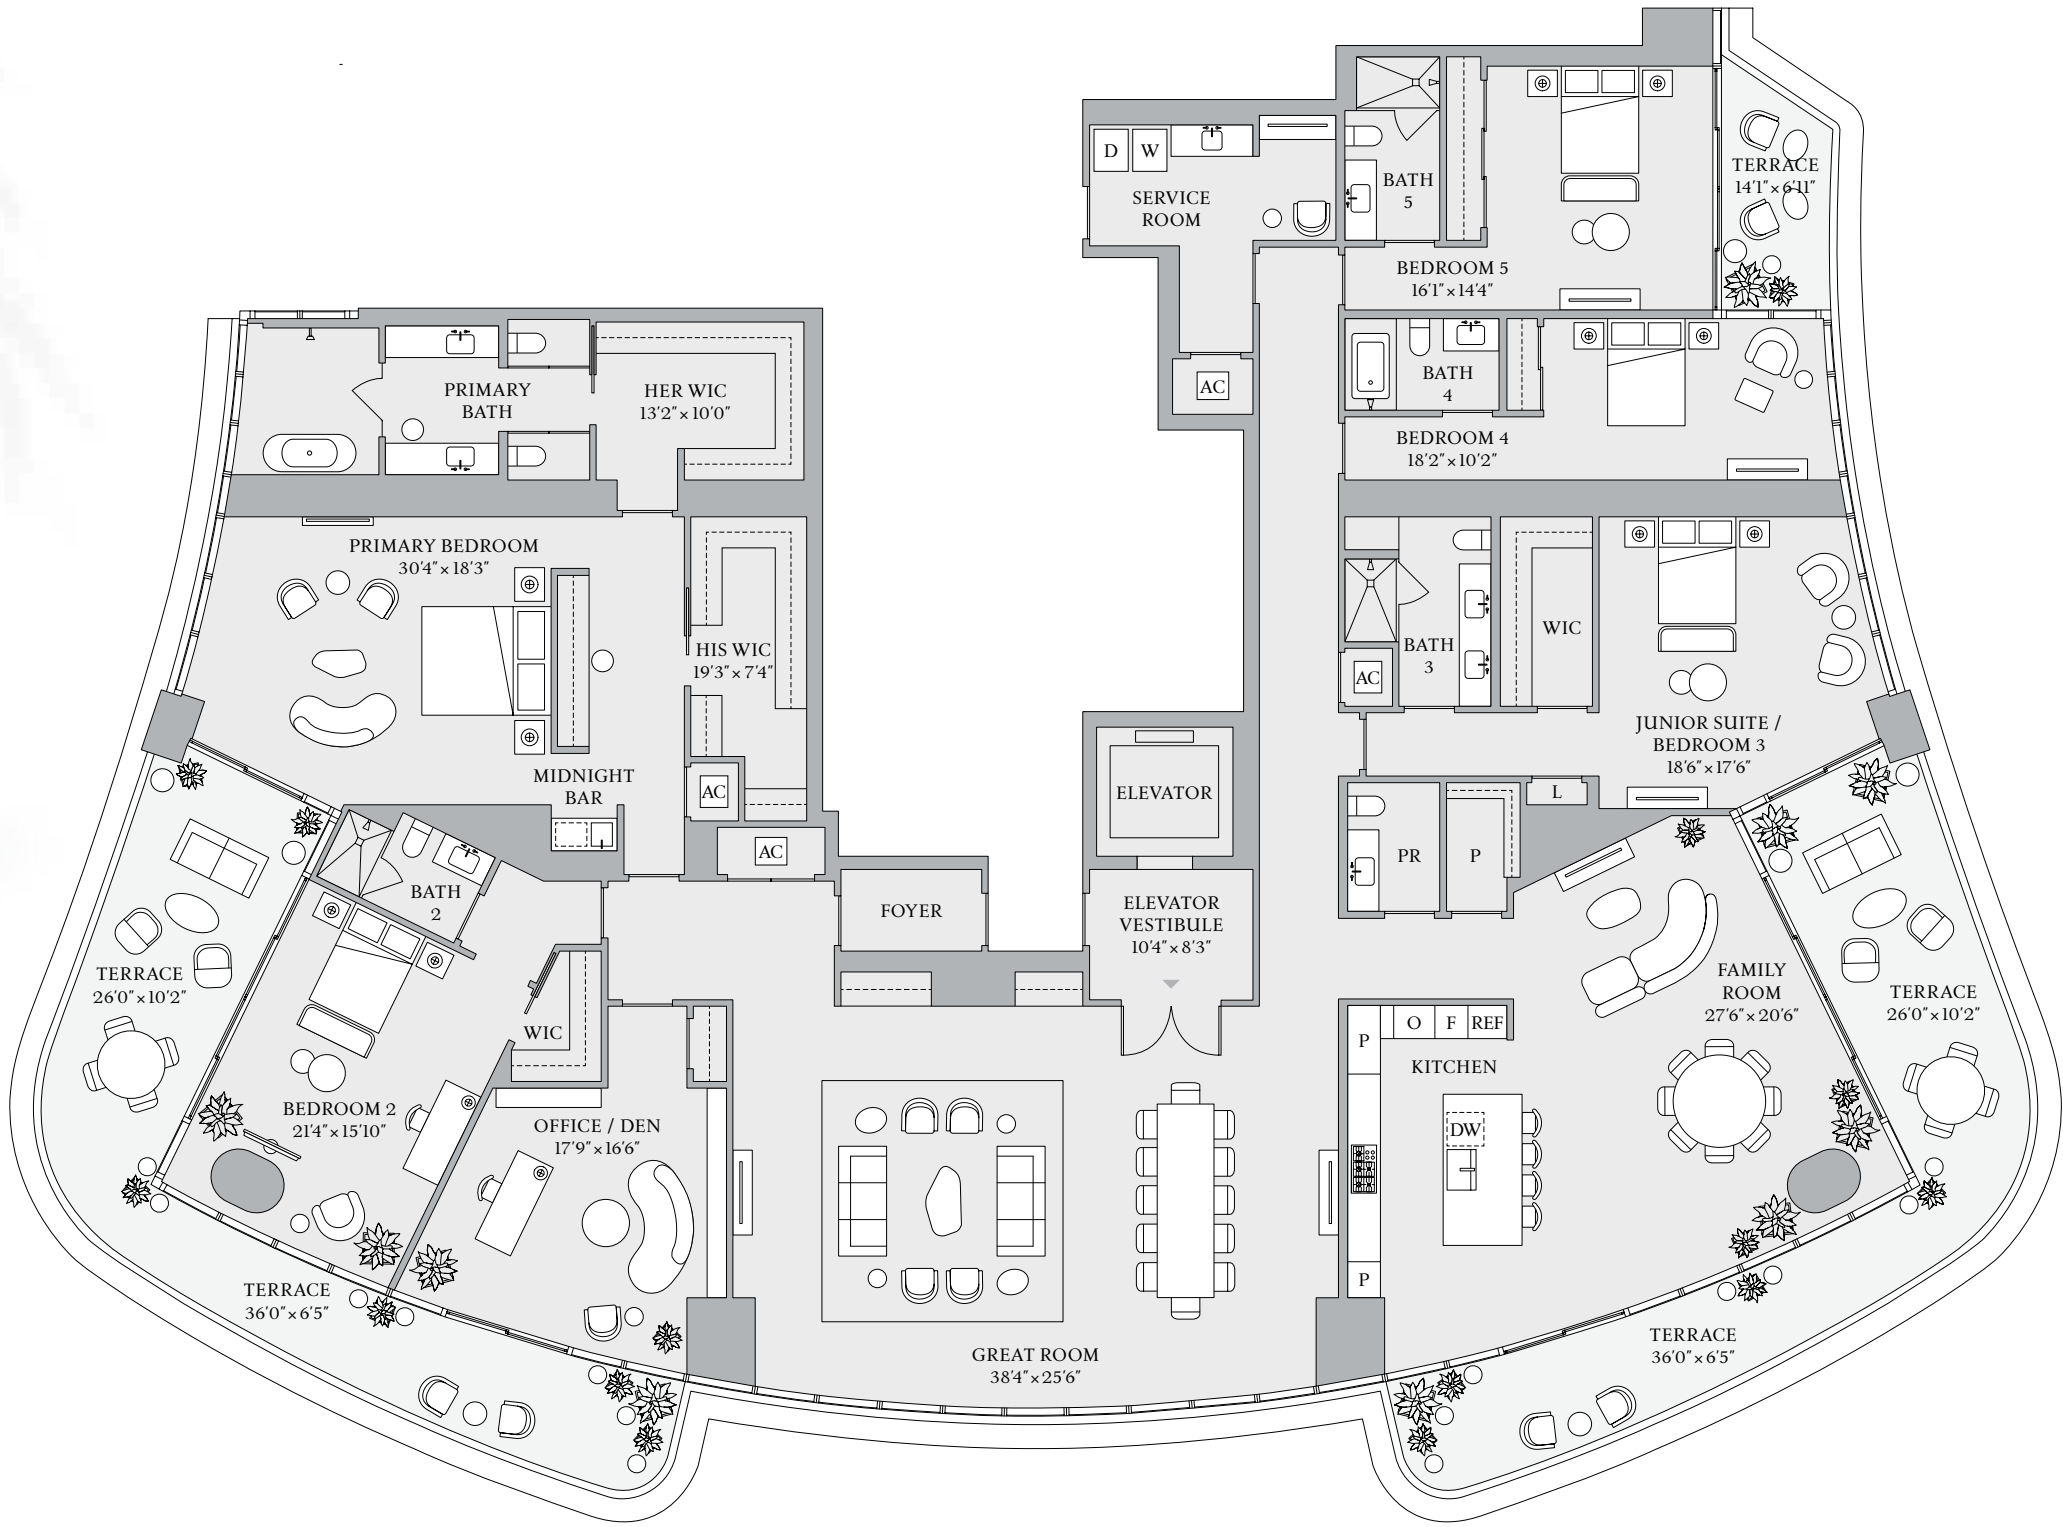 D
W
SERVICE
ROOM
BATH
5
TERRACE
14'1" × 6'11"
BEDROOM 5
16'1" × 14'4"
PRIMARY
BATH
HER WIC
13'2" × 10'0"
AC
BATH
4
BEDROOM 4
18'2" × 10'2"
PRIMARY BEDROOM
30'4" × 18'3"
HIS WIC
19'3" × 7'4"
MIDNIGHT
BAR
AC
AC
BATH
3
AC
WIC
JUNIOR SUITE /
BEDROOM 3
18'6" × 17'6"
ELEVATOR
L
PR
P
BATH
2
FOYER
ELEVATOR
VESTIBULE
10'4" × 8'3"
TERRACE
26'0" × 10'2"
WIC
FAMILY
ROOM
27'6" × 20'6"
TERRACE
26'0" × 10'2"
P
O
F
REF
KITCHEN
DW
P
BEDROOM 2
21'4" × 15'10"
OFFICE / DEN
17'9" × 16'6"
TERRACE
36'0" × 6'5"
GREAT ROOM
38'4" × 25'6"
TERRACE
36'0" × 6'5"